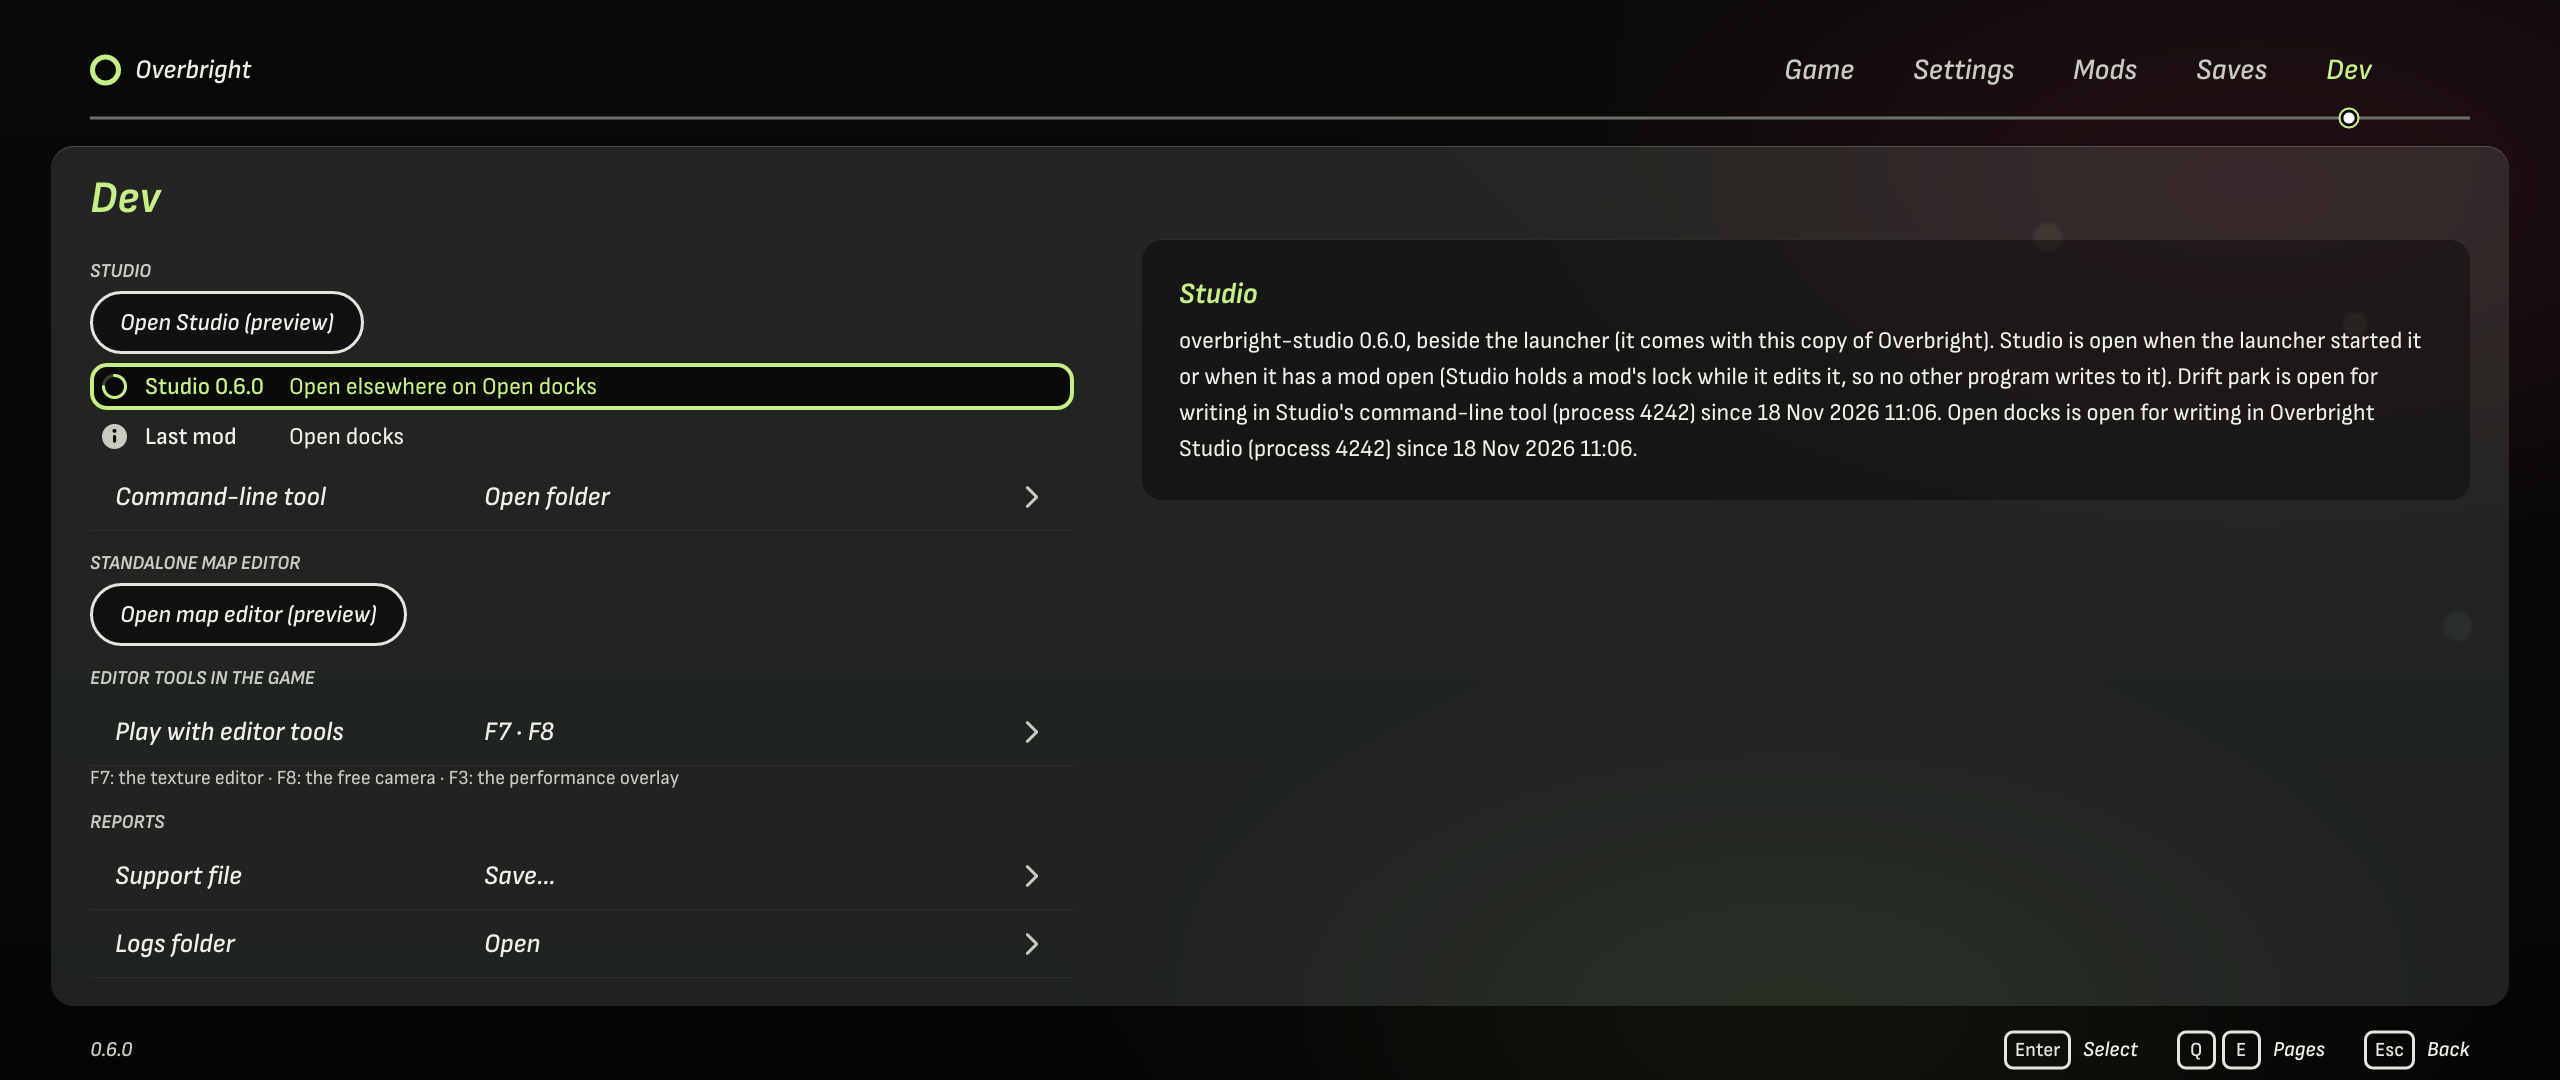 Overbright
Game Settings Mods Saves Dev
Dev
STUDIO
Open Studio (preview)
Studio 0.6.0 Open elsewhere on Open docks
Last mod Open docks
Command-line tool Open folder
STANDALONE MAP EDITOR
Open map editor (preview)
EDITOR TOOLS IN THE GAME
Play with editor tools F7 · F8
F7: the texture editor · F8: the free camera · F3: the performance overlay
REPORTS
Support file Save...
Logs folder Open
Studio
overbright-studio 0.6.0, beside the launcher (it comes with this copy of Overbright). Studio is open when the launcher started it
or when it has a mod open (Studio holds a mod's lock while it edits it, so no other program writes to it). Drift park is open for
writing in Studio's command-line tool (process 4242) since 18 Nov 2026 11:06. Open docks is open for writing in Overbright
Studio (process 4242) since 18 Nov 2026 11:06.
0.6.0
Enter Select Q E Pages Esc Back